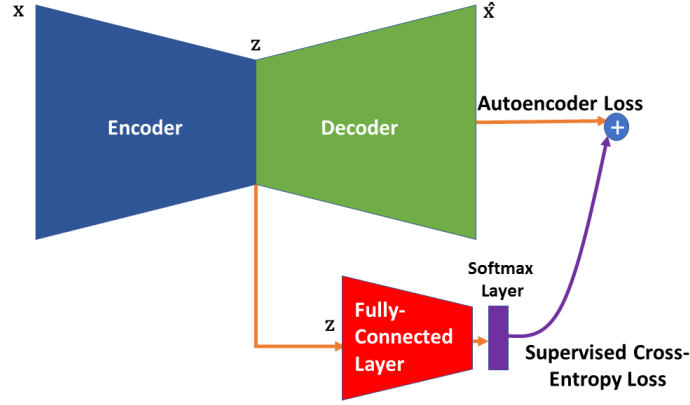 x
z
x̂
Encoder
Decoder
Autoencoder Loss
+
Softmax
Layer
z
Fully-
Connected
Layer
Supervised Cross-
Entropy Loss